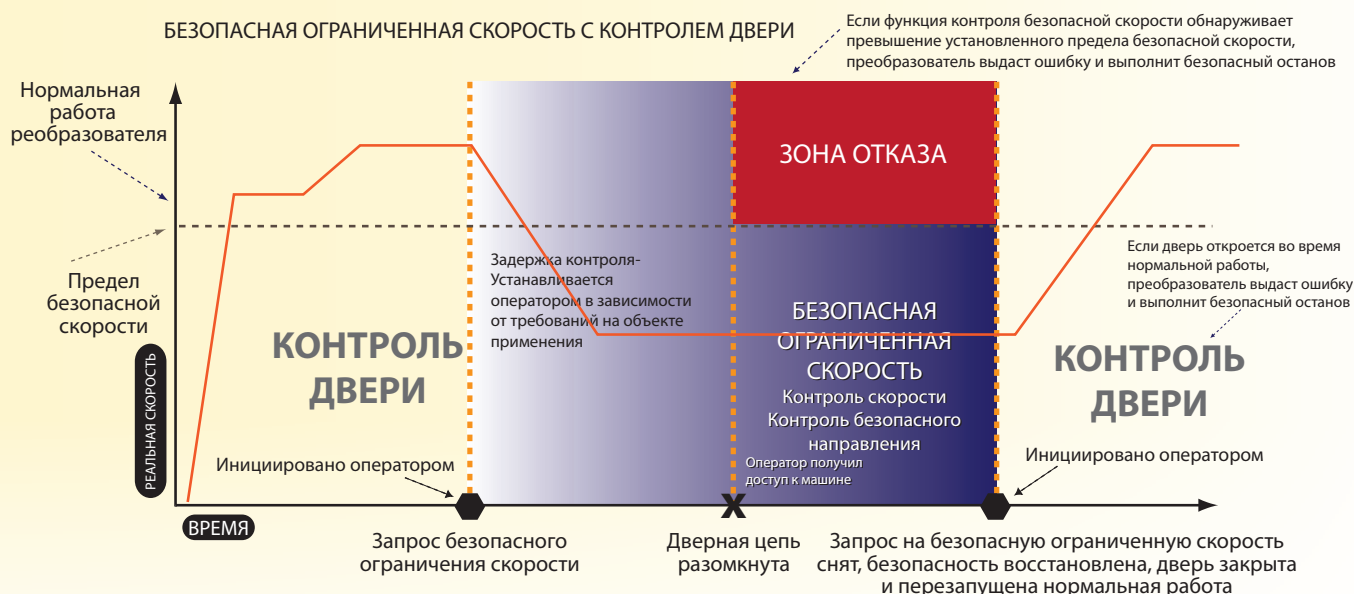 БЕЗОПАСНАЯ ОГРАНИЧЕННАЯ СКОРОСТЬ С КОНТРОЛЕМ ДВЕРИ
Если функция контроля безопасной скорости обнаруживает
превышение установленного предела безопасной скорости,
преобразователь выдаст ошибку и выполнит безопасный останов
Нормальная
работа
реобразователя
ЗОНА ОТКАЗА
Предел
безопасной
скорости
Задержка контроля-
Устанавливается
оператором в зависимости
от требований на объекте
применения
Если дверь откроется во время
нормальной работы,
преобразователь выдаст ошибку
и выполнит безопасный останов
КОНТРОЛЬ
ДВЕРИ
БЕЗОПАСНАЯ
ОГРАНИЧЕННАЯ
СКОРОСТЬ
Контроль скорости
Контроль безопасного
направления
Оператор получил
доступ к машине
КОНТРОЛЬ
ДВЕРИ
РЕАЛЬНАЯ СКОРОСТЬ
Инициировано оператором
Инициировано оператором
ВРЕМЯ
Запрос безопасного
ограничения скорости
Дверная цепь
разомкнута
Запрос на безопасную ограниченную скорость
снят, безопасность восстановлена, дверь закрыта
и перезапущена нормальная работа